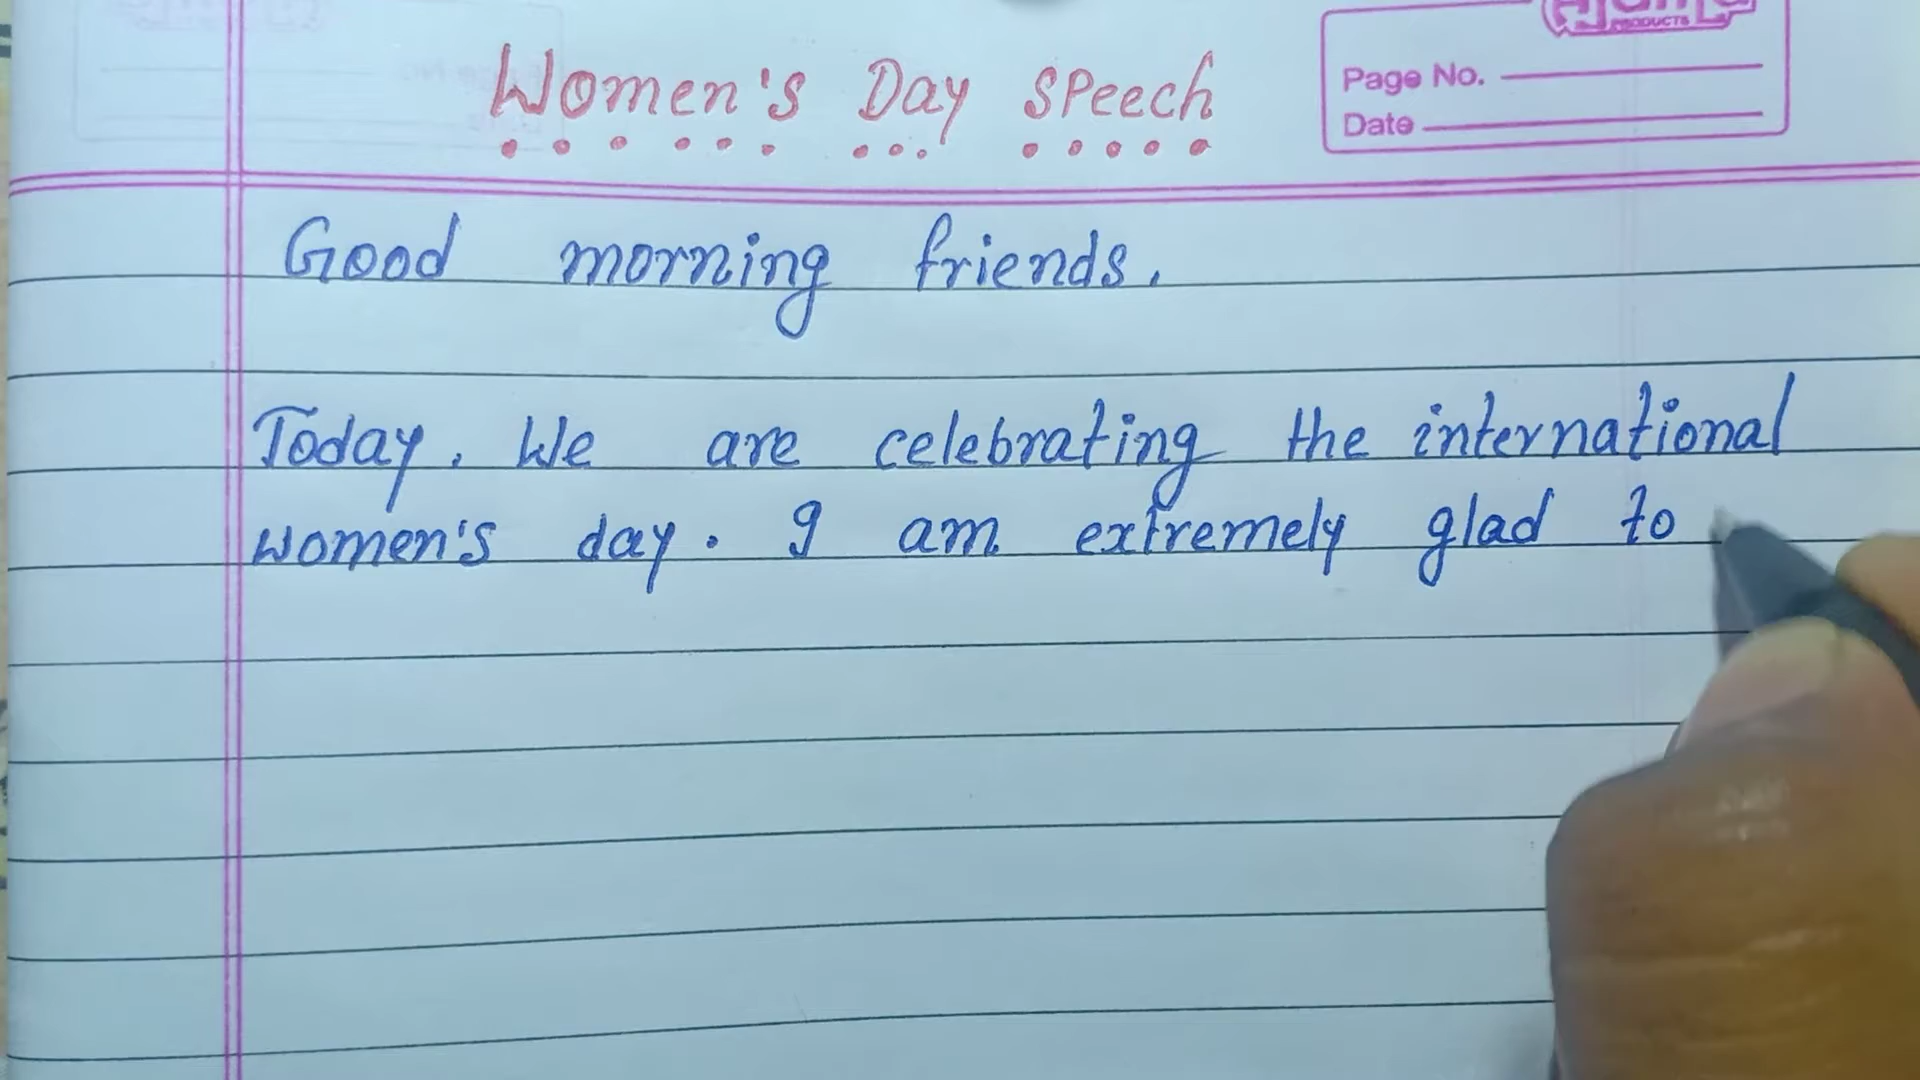 Women's Day Speech
PRODUCTS
Page No.
Date
Good morning friends,
Today, We are celebrating the international
women's day. I am extremely glad to